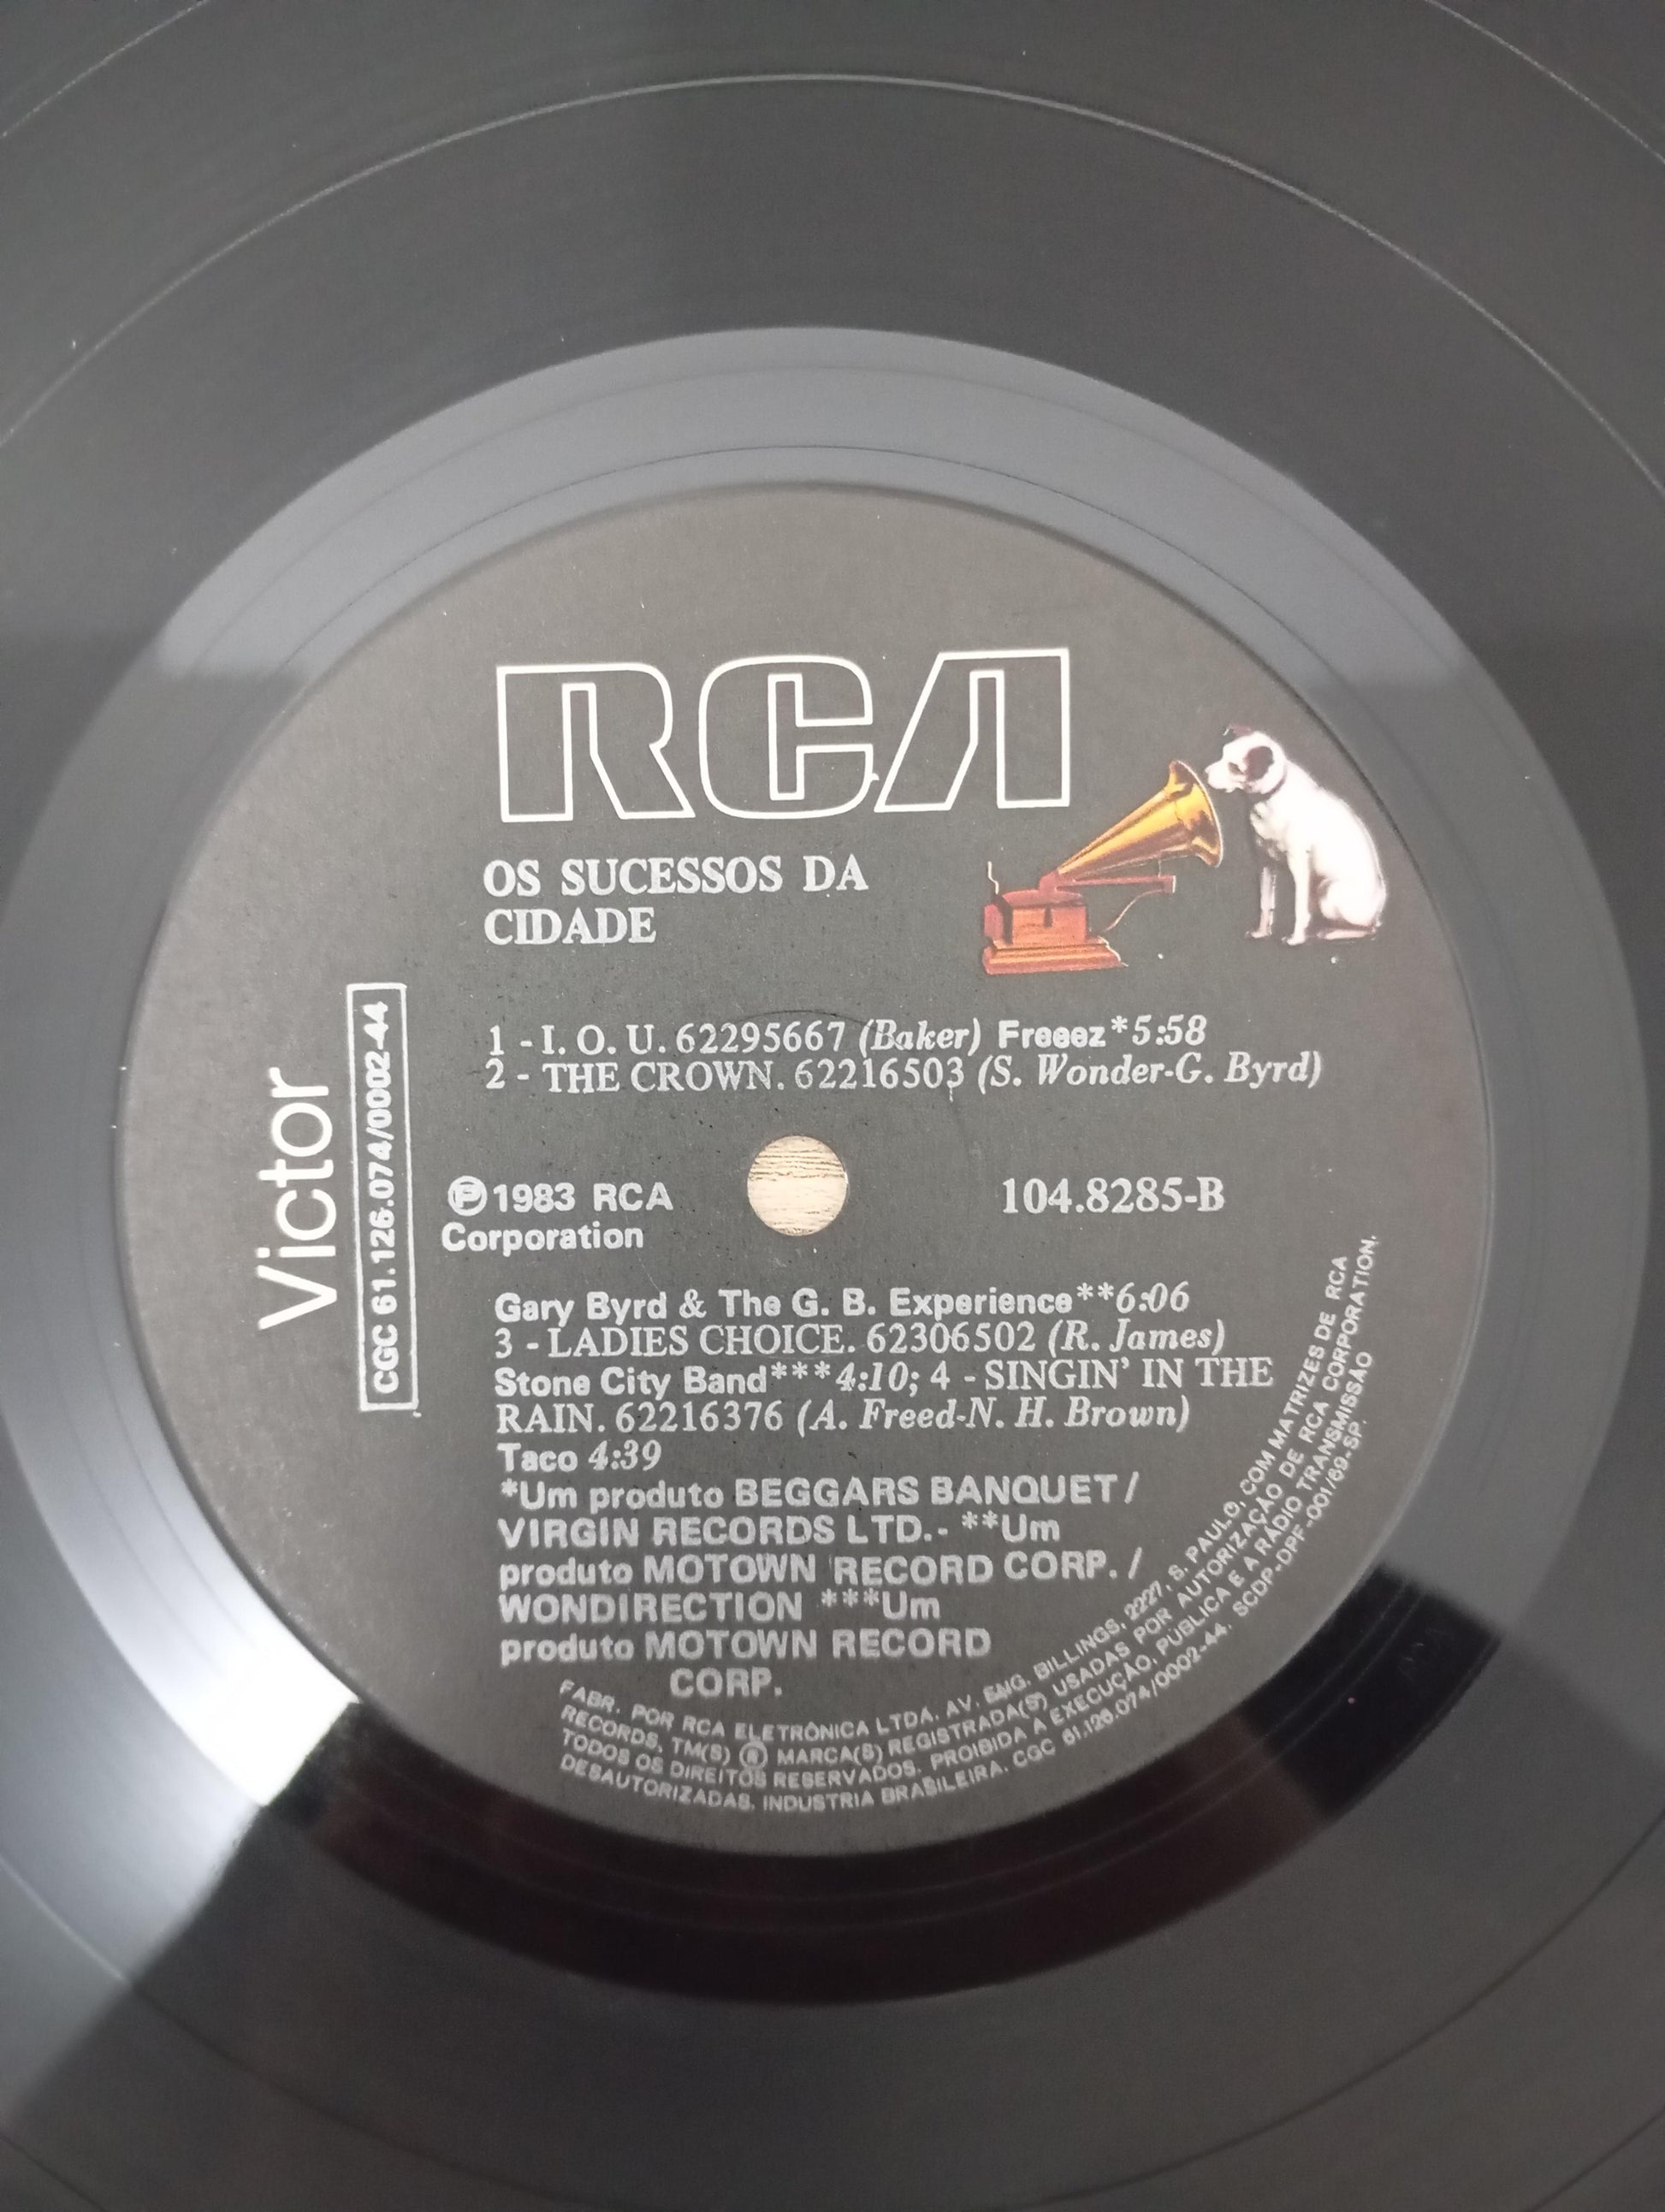 RCA
OS SUCESSOS DA
CIDADE
Victor
CGC 61.126.074/0002-44
1 - I. O. U. 62295667 (Baker) Freeez*5:58
2 - THE CROWN. 62216503 (S. Wonder-G. Byrd)
Ⓟ1983 RCA
Corporation
104.8285-B
Gary Byrd & The G. B. Experience**6:06
3 - LADIES CHOICE. 62306502 (R. James)
Stone City Band***4:10; 4 - SINGIN' IN THE
RAIN. 62216376 (A. Freed-N. H. Brown)
Taco 4:39
*Um produto BEGGARS BANQUET/
VIRGIN RECORDS LTD.- **Um
produto MOTOWN RECORD CORP./
WONDIRECTION ***Um
produto MOTOWN RECORD
CORP.
FABR. POR RCA ELETRÔNICA LTDA. AV. ENG. BILLINGS, 2227, S. PAULO, COM MATRIZES DE RCA
RECORDS, TM(S) ® MARCA(S) REGISTRADA(S) USADAS POR AUTORIZAÇÃO DE RCA CORPORATION.
TODOS OS DIREITOS RESERVADOS. PROIBIDA A EXECUÇÃO, PÚBLICA E A RÁDIO TRANSMISSÃO
DESAUTORIZADAS. INDUSTRIA BRASILEIRA. CGC 61.126.074/0002-44. SCDP-DPF-001/69-SP.